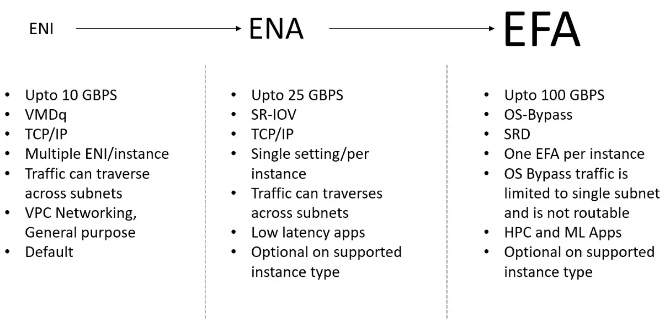 ENI
ENA
EFA
• Upto 10 GBPS
• VMDq
• TCP/IP
• Multiple ENI/instance
• Traffic can traverse
across subnets
• VPC Networking,
General purpose
• Default
• Upto 25 GBPS
• SR-IOV
• TCP/IP
• Single setting/per
instance
• Traffic can traverses
across subnets
• Low latency apps
• Optional on supported
instance type
• Upto 100 GBPS
• OS-Bypass
• SRD
• One EFA per instance
• OS Bypass traffic is
limited to single subnet
and is not routable
• HPC and ML Apps
• Optional on supported
instance type